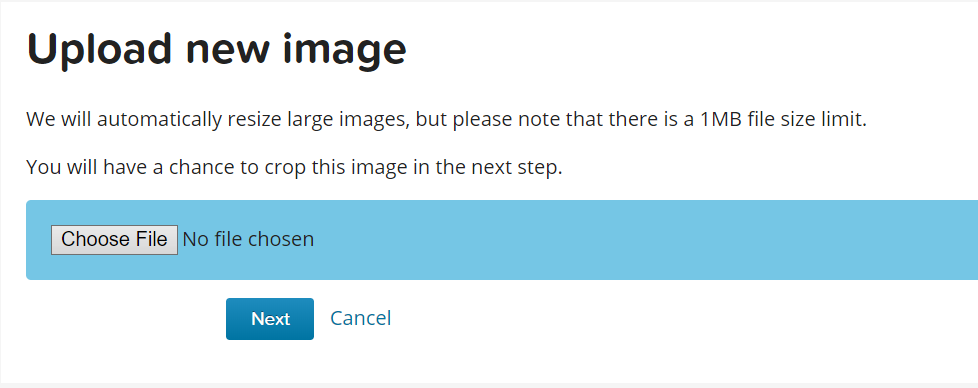 Upload new image
We will automatically resize large images, but please note that there is a 1MB file size limit.
You will have a chance to crop this image in the next step.
Choose File No file chosen
Next Cancel